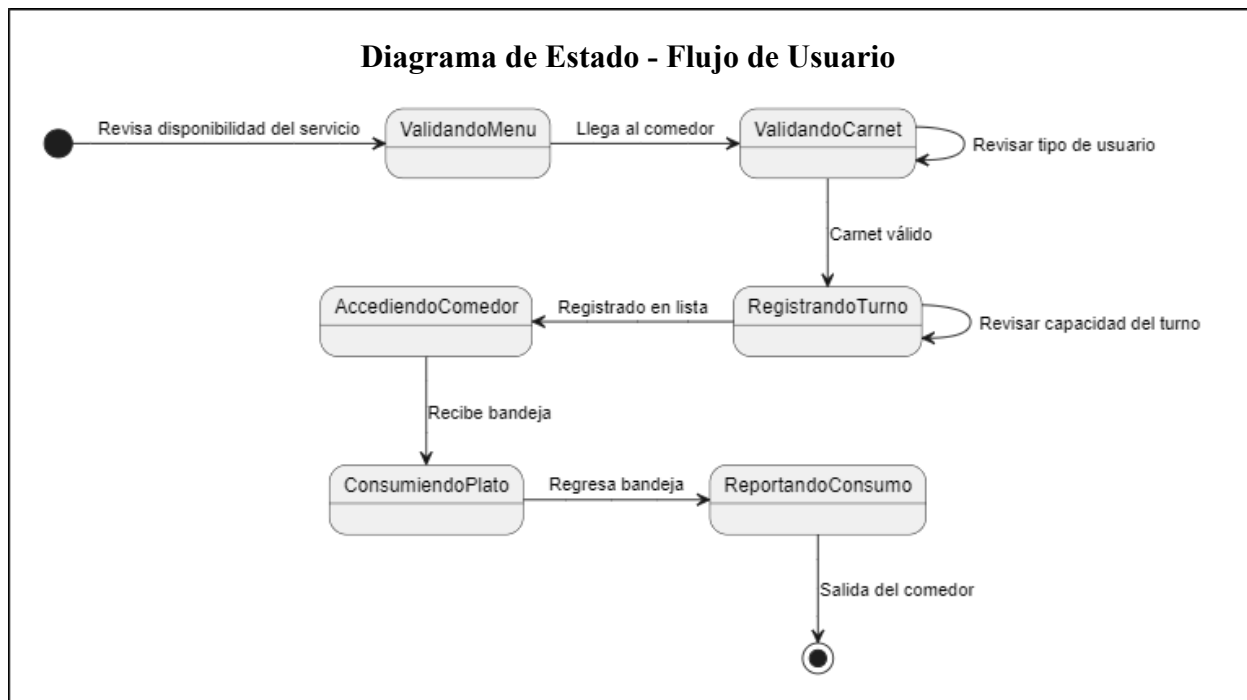 Diagrama de Estado - Flujo de Usuario
Revisa disponibilidad del servicio
ValidandoMenu
Llega al comedor
ValidandoCarnet
Revisar tipo de usuario
Carnet válido
AccediendoComedor
Registrado en lista
RegistrandoTurno
Revisar capacidad del turno
Recibe bandeja
ConsumiendoPlato
Regresa bandeja
ReportandoConsumo
Salida del comedor